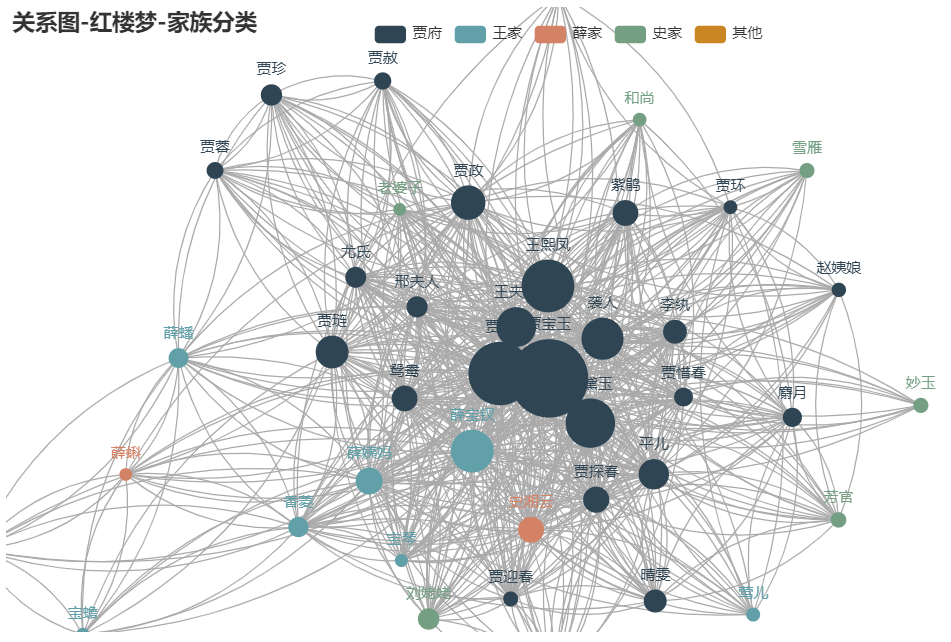 关系图-红楼梦-家族分类
贾府 王家 薛家 史家 其他
贾赦
贾珍
和尚
贾蓉
雪雁
贾政
紫鹃
贾环
老婆子
王熙凤
尤氏
赵姨娘
邢夫人
王夫
袭人
李纨
贾琏
贾宝玉
薛蟠
鸳鸯
贾惜春
黛玉
妙玉
麝月
薛宝钗
平儿
薛蝌
薛姨妈
贾探春
香菱
史湘云
芳官
宝琴
贾迎春
晴雯
刘姥姥
莺儿
宝蟾